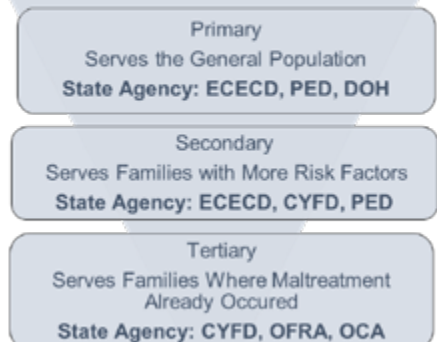 Primary
Serves the General Population
State Agency: ECECD, PED, DOH
Secondary
Serves Families with More Risk Factors
State Agency: ECECD, CYFD, PED
Tertiary
Serves Families Where Maltreatment
Already Occured
State Agency: CYFD, OFRA, OCA